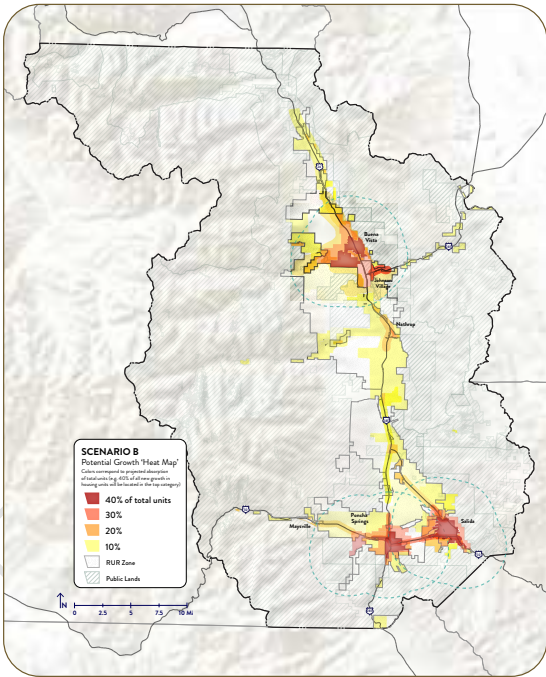 Buena
Vista
Johnson
Village
Nathrop
SCENARIO B
Potential Growth 'Heat Map'
Colors correspond to projected absorption
of total units (e.g. 40% of all new growth in
housing units will be located in the top category)
40% of total units
30%
20%
10%
RUR Zone
Public Lands
Maysville
Poncha
Springs
Salida
N
0 2.5 5 7.5 10 Mi